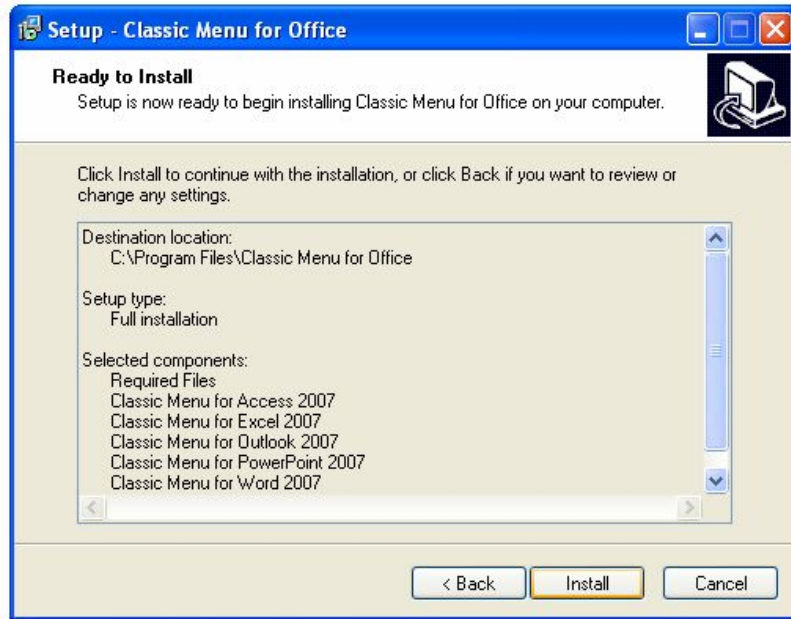 Setup - Classic Menu for Office
Ready to Install
Setup is now ready to begin installing Classic Menu for Office on your computer.
Click Install to continue with the installation, or click Back if you want to review or
change any settings.
Destination location:
C:\Program Files\Classic Menu for Office
Setup type:
Full installation
Selected components:
Required Files
Classic Menu for Access 2007
Classic Menu for Excel 2007
Classic Menu for Outlook 2007
Classic Menu for PowerPoint 2007
Classic Menu for Word 2007
< Back
Install
Cancel